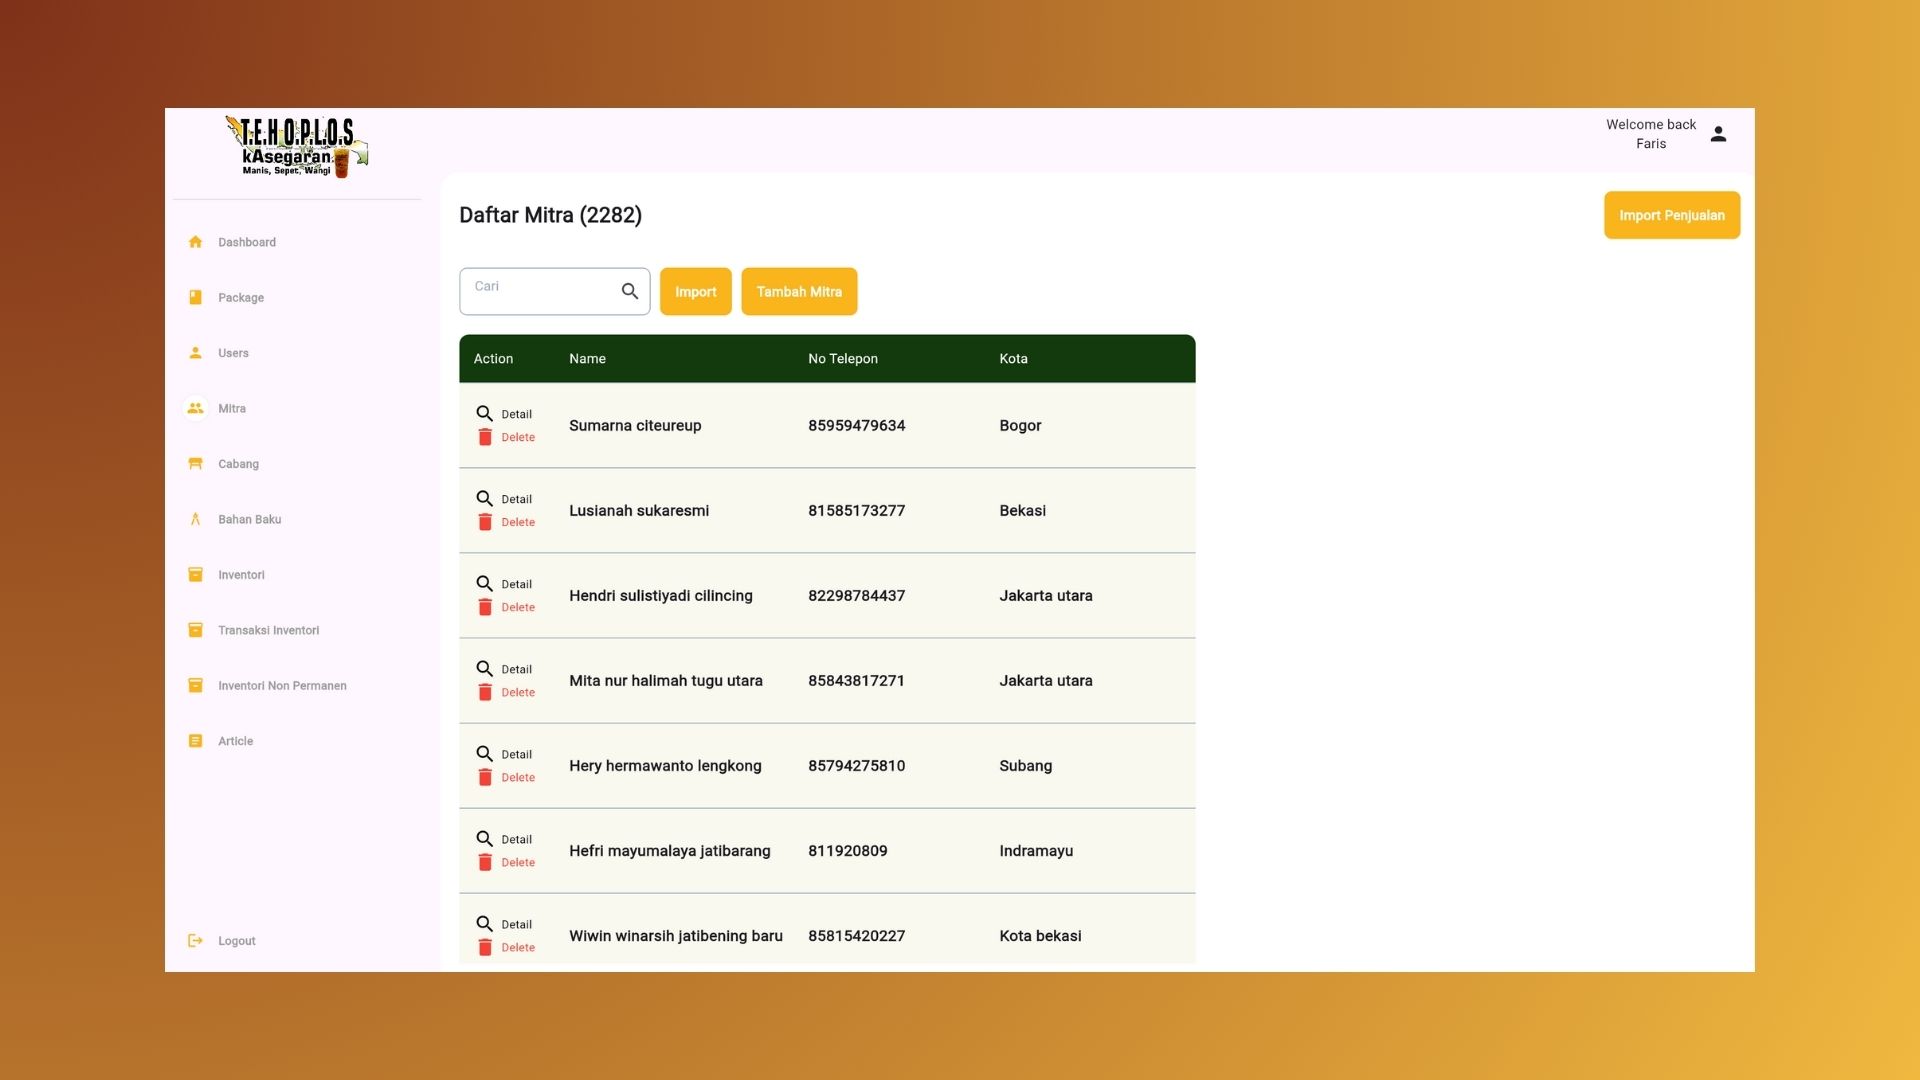 T.E.H O.P.L.O.S
kAsegaran
Manis, Sepet, Wangi
Welcome back
Faris
Dashboard
Package
Users
Mitra
Cabang
Bahan Baku
Inventori
Transaksi Inventori
Inventori Non Permanen
Article
Logout
Daftar Mitra (2282)
Import Penjualan
Cari
Import
Tambah Mitra
Action Name No Telepon Kota
Detail
Delete
Sumarna citeureup 85959479634 Bogor
Detail
Delete
Lusianah sukaresmi 81585173277 Bekasi
Detail
Delete
Hendri sulistiyadi cilincing 82298784437 Jakarta utara
Detail
Delete
Mita nur halimah tugu utara 85843817271 Jakarta utara
Detail
Delete
Hery hermawanto lengkong 85794275810 Subang
Detail
Delete
Hefri mayumalaya jatibarang 811920809 Indramayu
Detail
Delete
Wiwin winarsih jatibening baru 85815420227 Kota bekasi